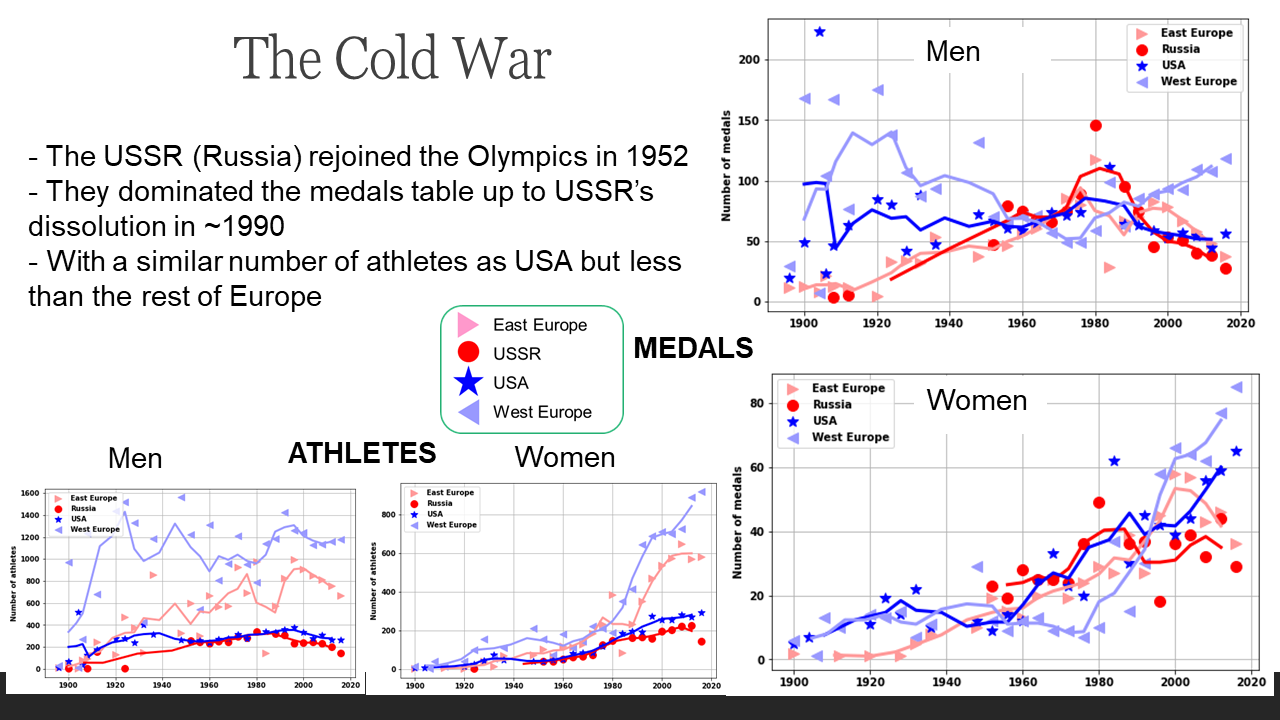 The Cold War
- The USSR (Russia) rejoined the Olympics in 1952
- They dominated the medals table up to USSR’s
dissolution in ~1990
- With a similar number of athletes as USA but less
than the rest of Europe
East Europe
USSR
USA
West Europe
MEDALS
Men
East Europe
Russia
USA
West Europe
Number of medals
200
150
100
50
0
1900 1920 1940 1960 1980 2000 2020
Women
East Europe
Russia
USA
West Europe
Number of medals
80
60
40
20
0
1900 1920 1940 1960 1980 2000 2020
ATHLETES
Men
East Europe
Russia
USA
West Europe
Number of athletes
1600
1400
1200
1000
800
600
400
200
0
1900 1920 1940 1960 1980 2000 2020
Women
East Europe
Russia
USA
West Europe
Number of athletes
800
600
400
200
0
1900 1920 1940 1960 1980 2000 2020